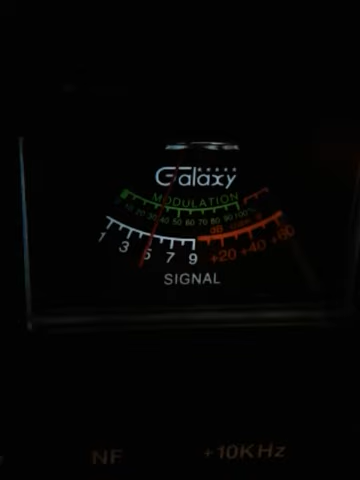 Galaxy
MODULATION
10 20 30 40 50 60 70 80 90 100
dB
1 3 5 7 9 +20 +40 +60
SIGNAL
NF +10KHz